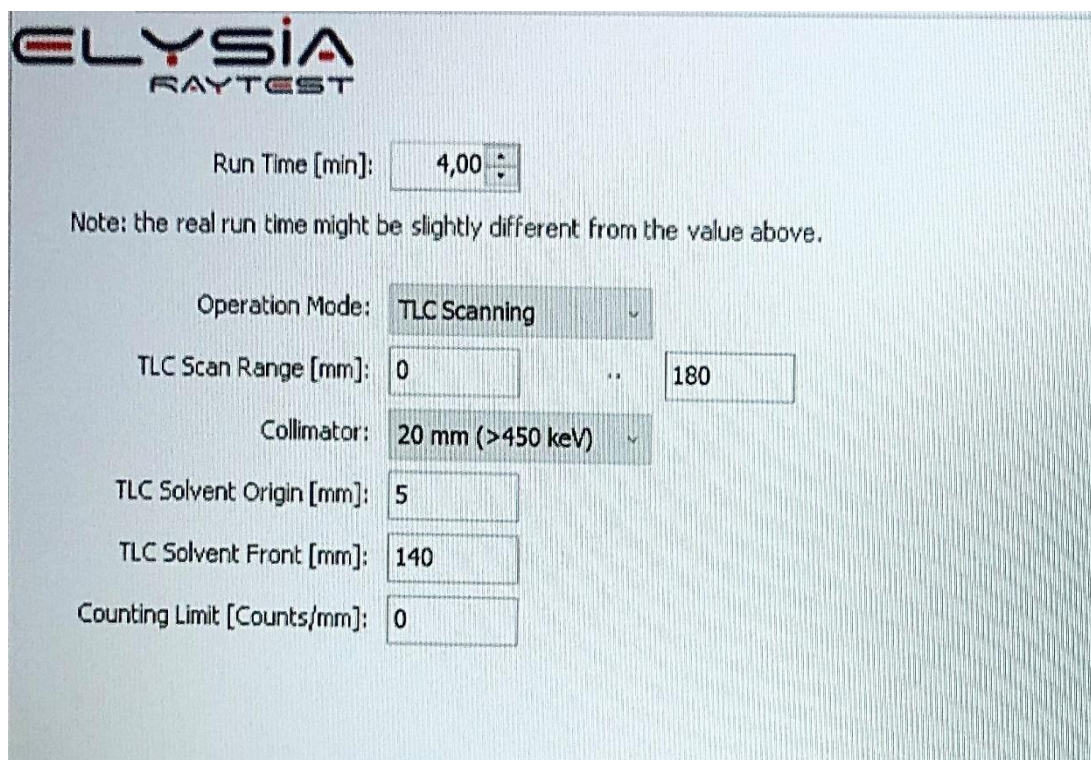 ELYSIA
RAYTEST
Run Time [min]: 4,00
Note: the real run time might be slightly different from the value above.
Operation Mode: TLC Scanning
TLC Scan Range [mm]: 0 .. 180
Collimator: 20 mm (>450 keV)
TLC Solvent Origin [mm]: 5
TLC Solvent Front [mm]: 140
Counting Limit [Counts/mm]: 0